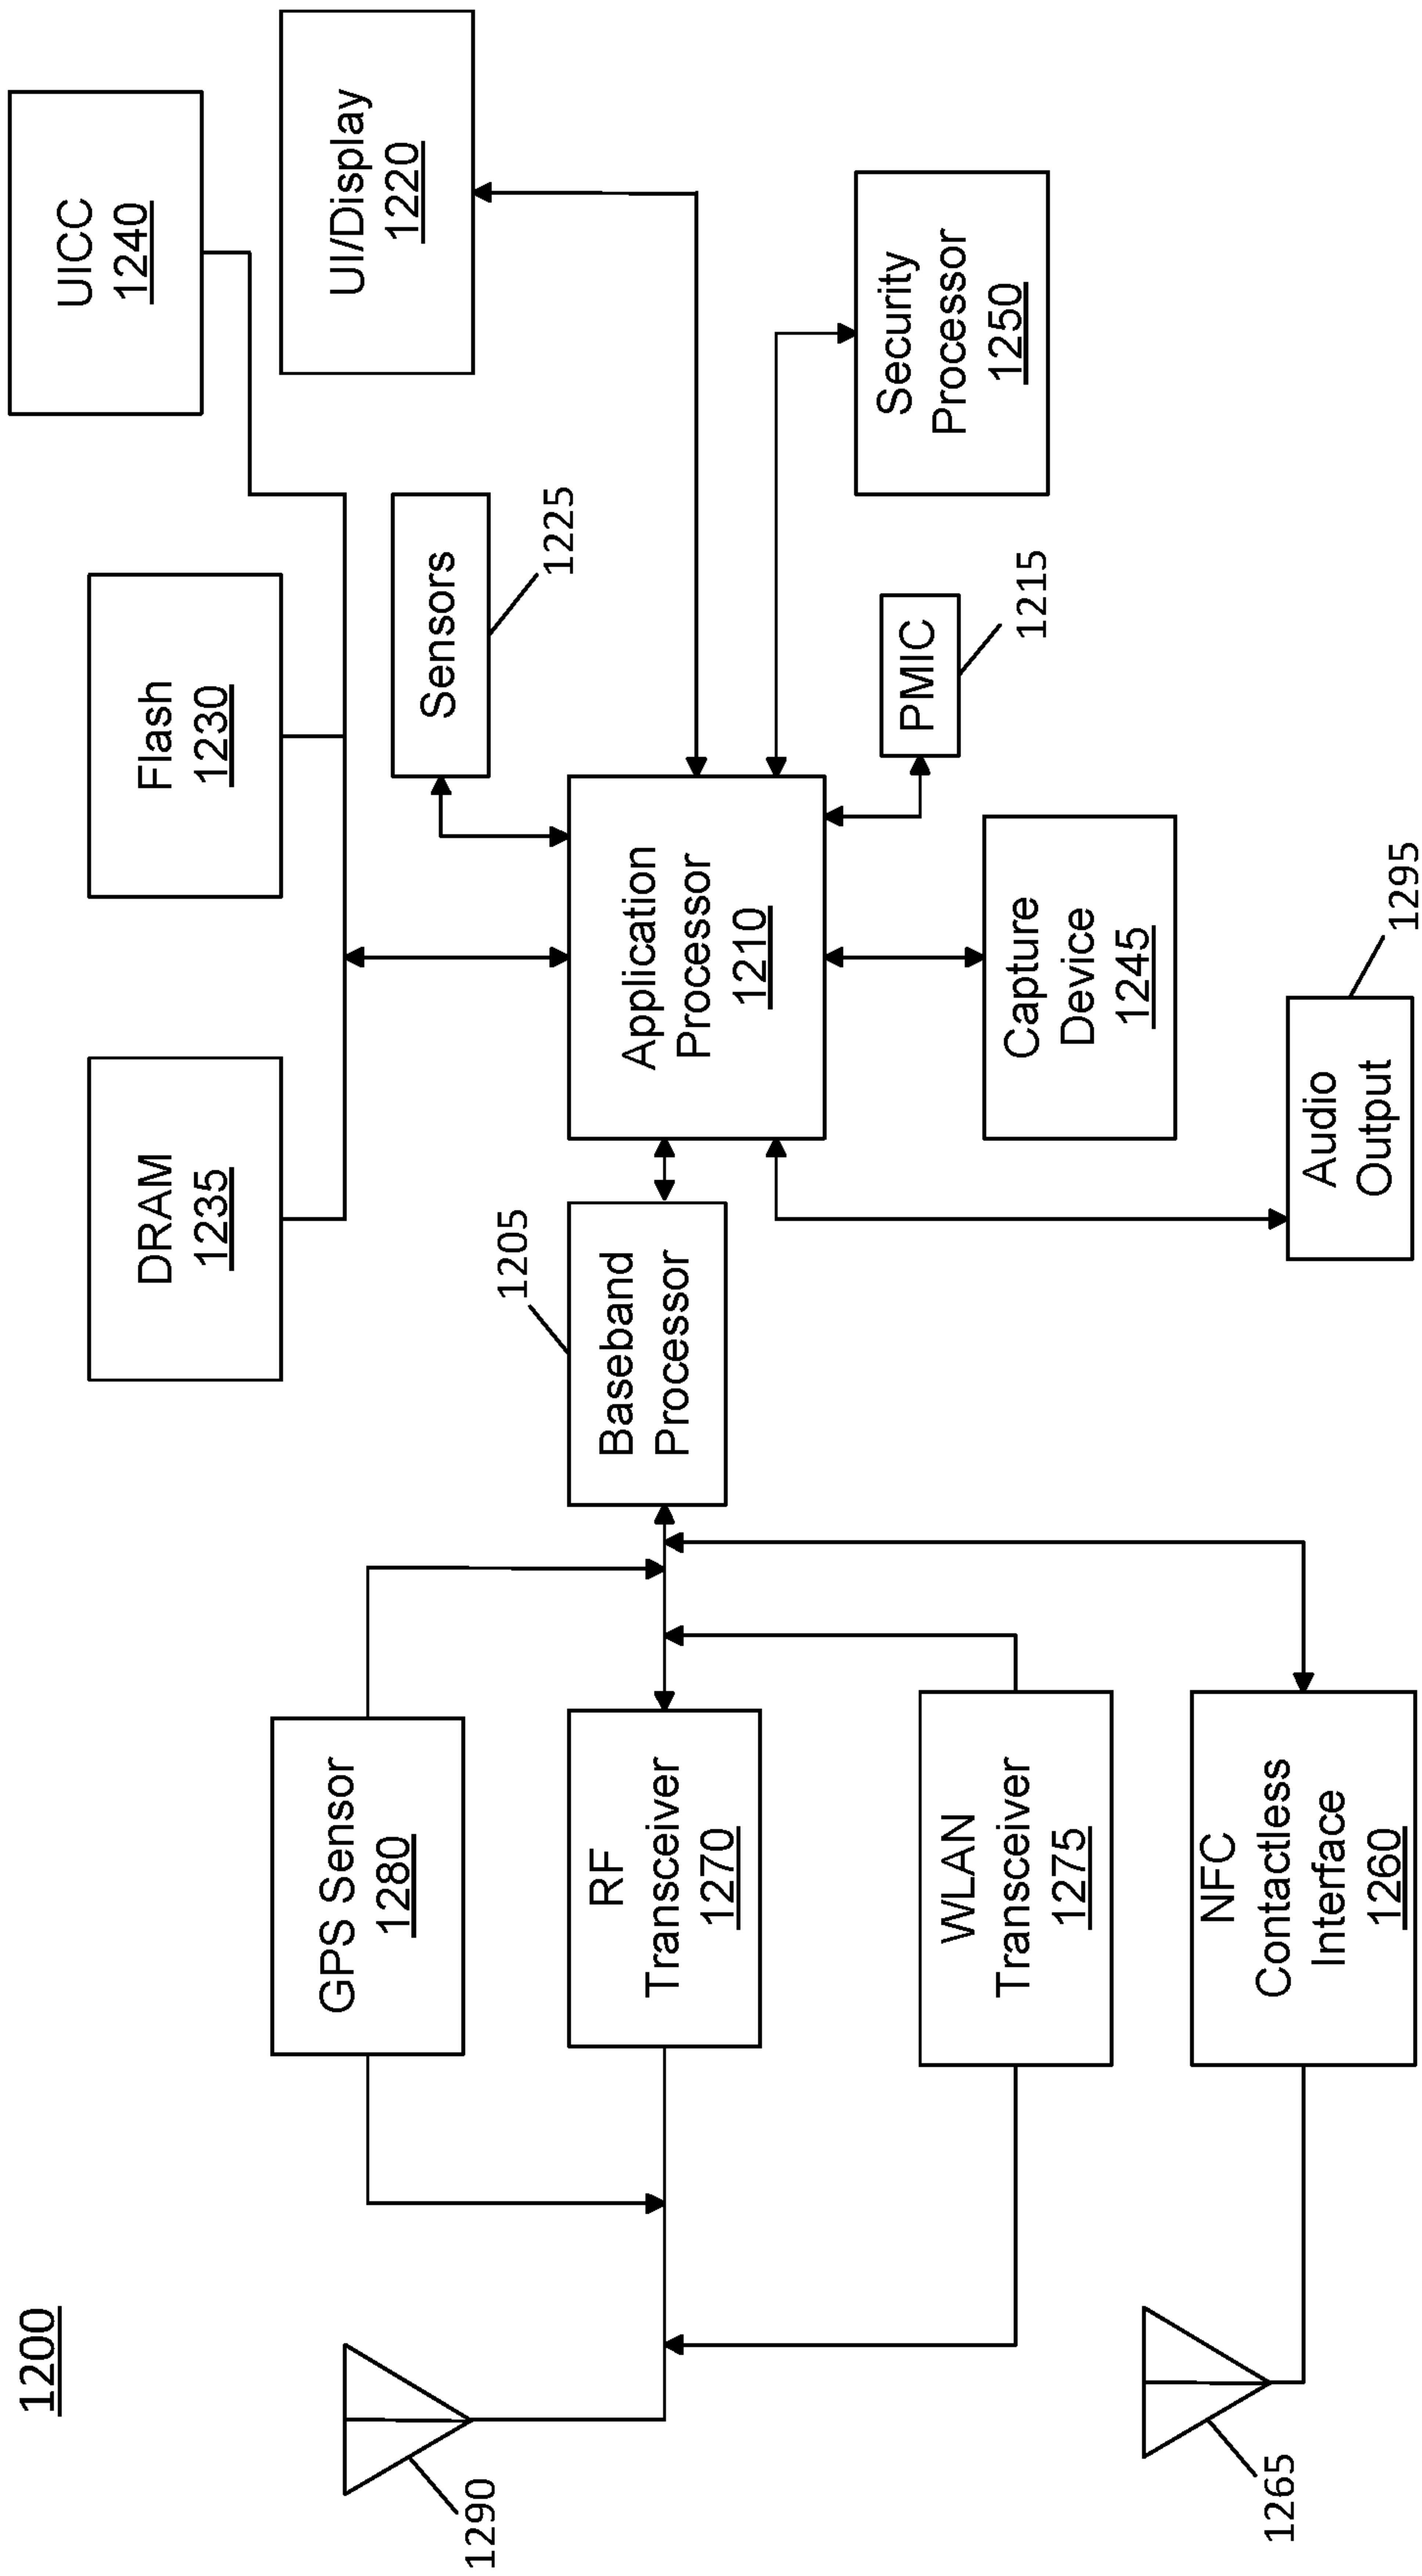 1200
UICC
1240
DRAM
1235
Flash
1230
UI/Display
1220
Sensors
1225
GPS Sensor
1280
1290
RF
Transceiver
1270
1205
Baseband
Processor
Application
Processor
1210
Security
Processor
1250
PMIC
1215
WLAN
Transceiver
1275
Capture
Device
1245
NFC
Contactless
Interface
1260
1265
Audio
Output
1295